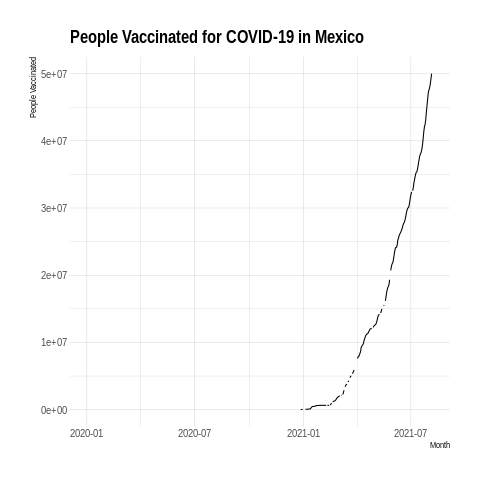 People Vaccinated for COVID-19 in Mexico
People Vaccinated
5e+07
4e+07
3e+07
2e+07
1e+07
0e+00
2020-01 2020-07 2021-01 2021-07
Month